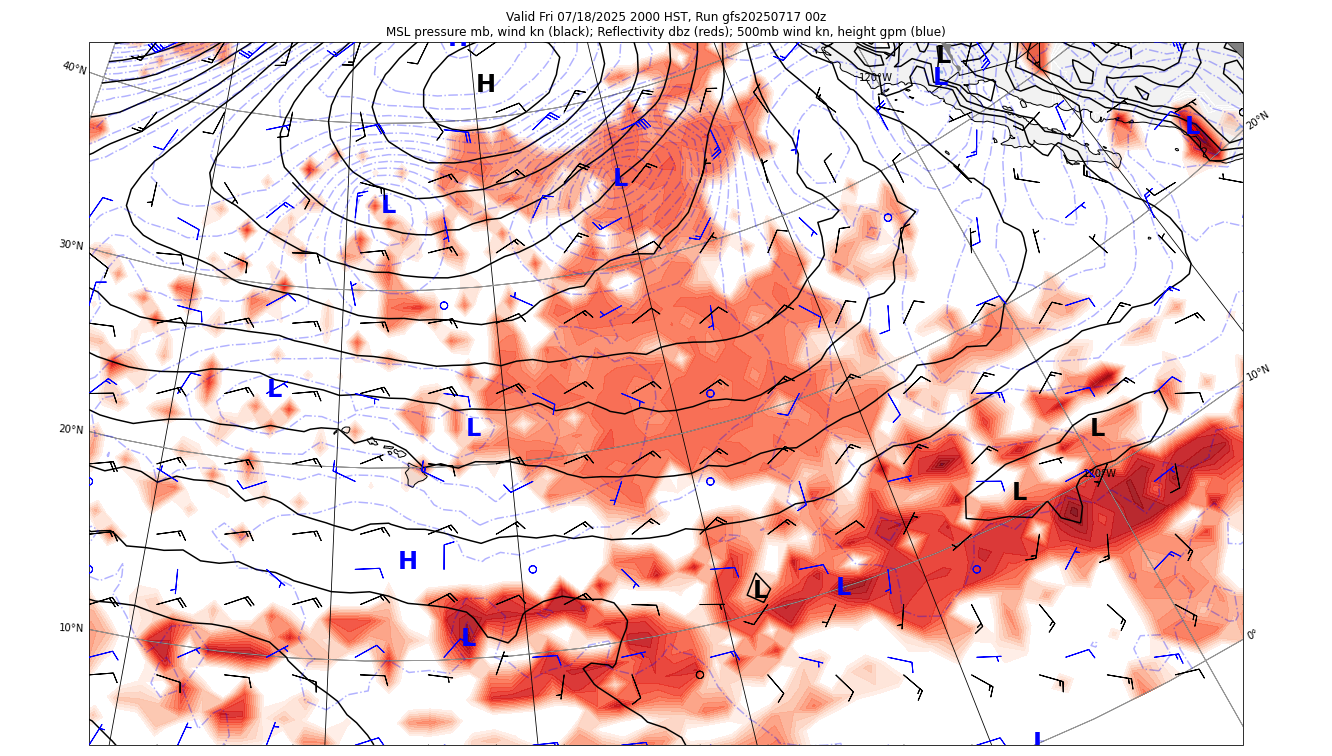 Valid Fri 07/18/2025 2000 HST, Run gfs20250717 00z
MSL pressure mb, wind kn (black); Reflectivity dbz (reds); 500mb wind kn, height gpm (blue)
H
L
40°N
H
120°W
L
20°N
L
L
L
30°N
10°N
L
20°N
L
L
120°W
L
H
L
L
10°N
L
0°
L